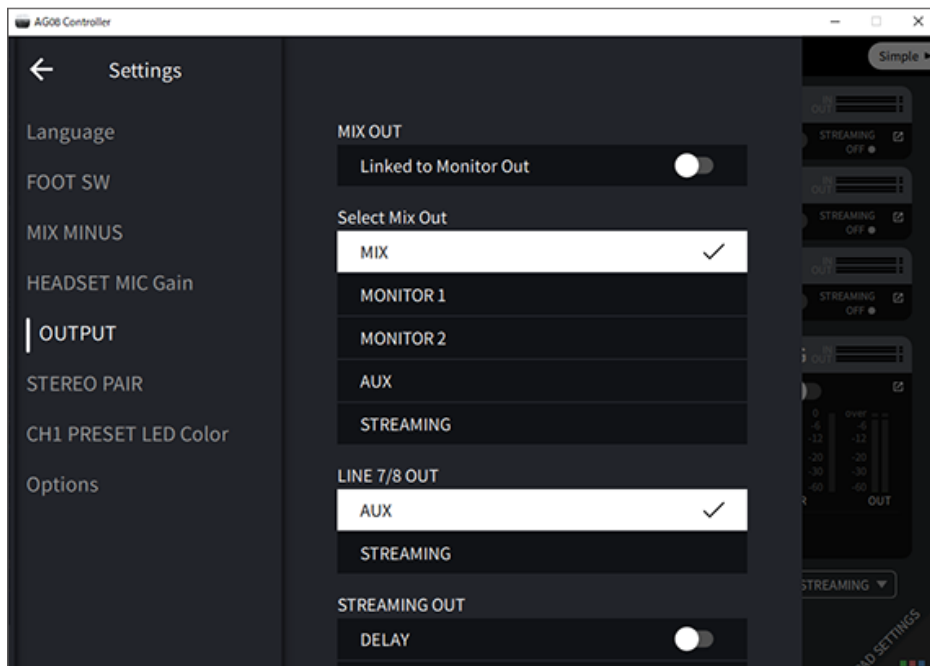 AG08 Controller
Simple
Settings
Language
FOOT SW
MIX MINUS
HEADSET MIC Gain
OUTPUT
STEREO PAIR
CH1 PRESET LED Color
Options
MIX OUT
Linked to Monitor Out
Select Mix Out
MIX
MONITOR 1
MONITOR 2
AUX
STREAMING
LINE 7/8 OUT
AUX
STREAMING
STREAMING OUT
DELAY
IN
OUT
STREAMING
OFF
IN
OUT
STREAMING
OFF
IN
OUT
STREAMING
OFF
IN
OUT
0 over
-6 -6
-12 -12
-20 -20
-30 -30
-60 -60
OUT
STREAMING
SETTINGS